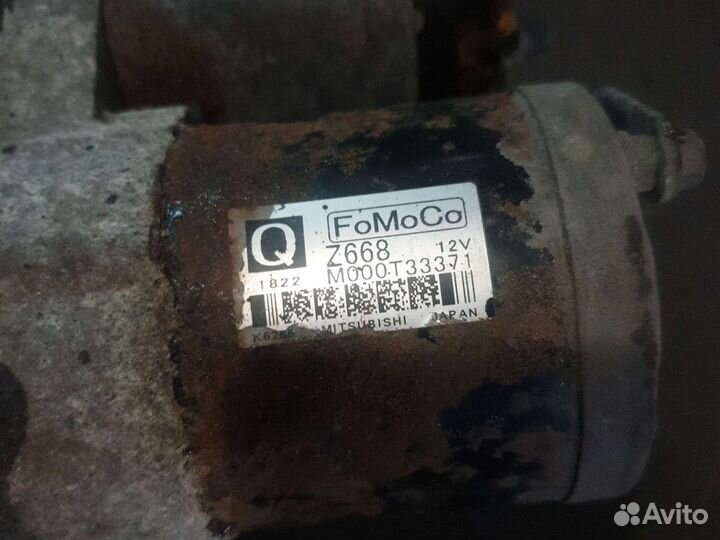 Q FoMoCo
Z668 12V
1822 M000T33371
MITSUBISHI JAPAN
Avito